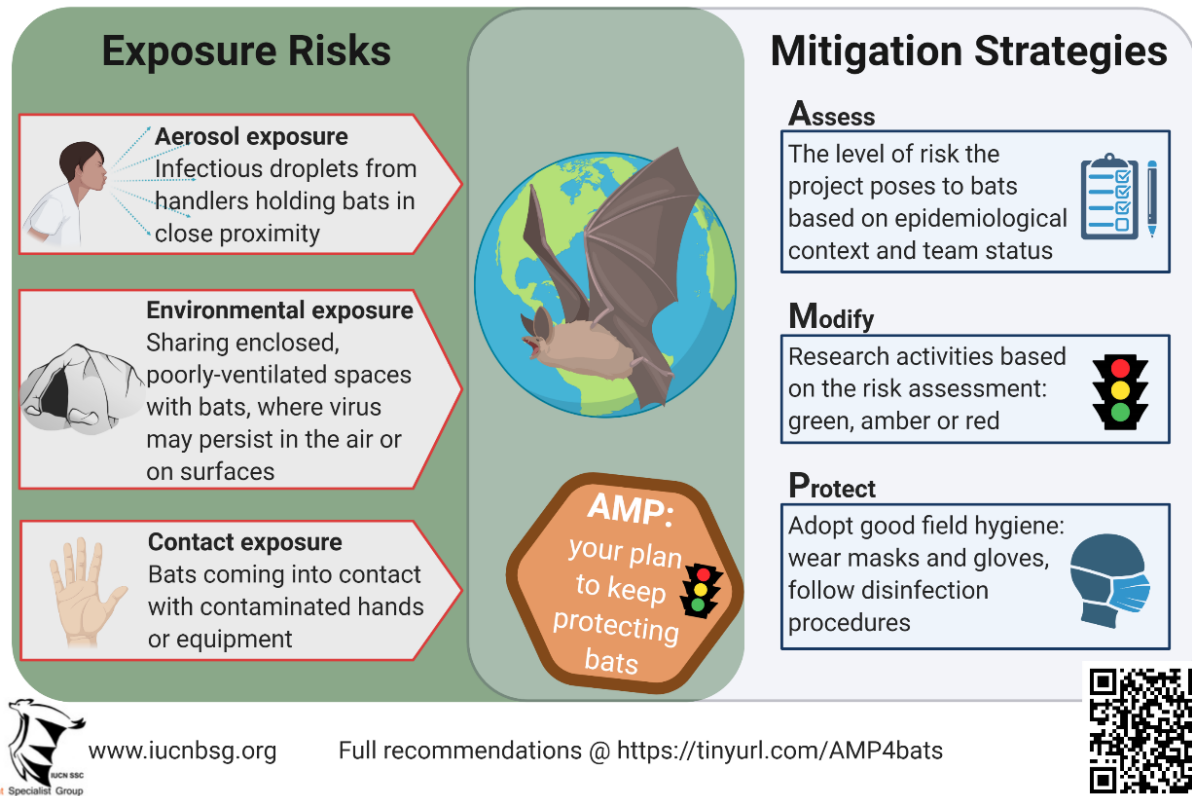 Exposure Risks
Aerosol exposure
Infectious droplets from
handlers holding bats in
close proximity
Environmental exposure
Sharing enclosed,
poorly-ventilated spaces
with bats, where virus
may persist in the air or
on surfaces
Contact exposure
Bats coming into contact
with contaminated hands
or equipment
AMP:
your plan
to keep
protecting
bats
Mitigation Strategies
Assess
The level of risk the
project poses to bats
based on epidemiological
context and team status
Modify
Research activities based
on the risk assessment:
green, amber or red
Protect
Adopt good field hygiene:
wear masks and gloves,
follow disinfection
procedures
IUCN SSC
t Specialist Group
www.iucnbsg.org
Full recommendations @ https://tinyurl.com/AMP4bats